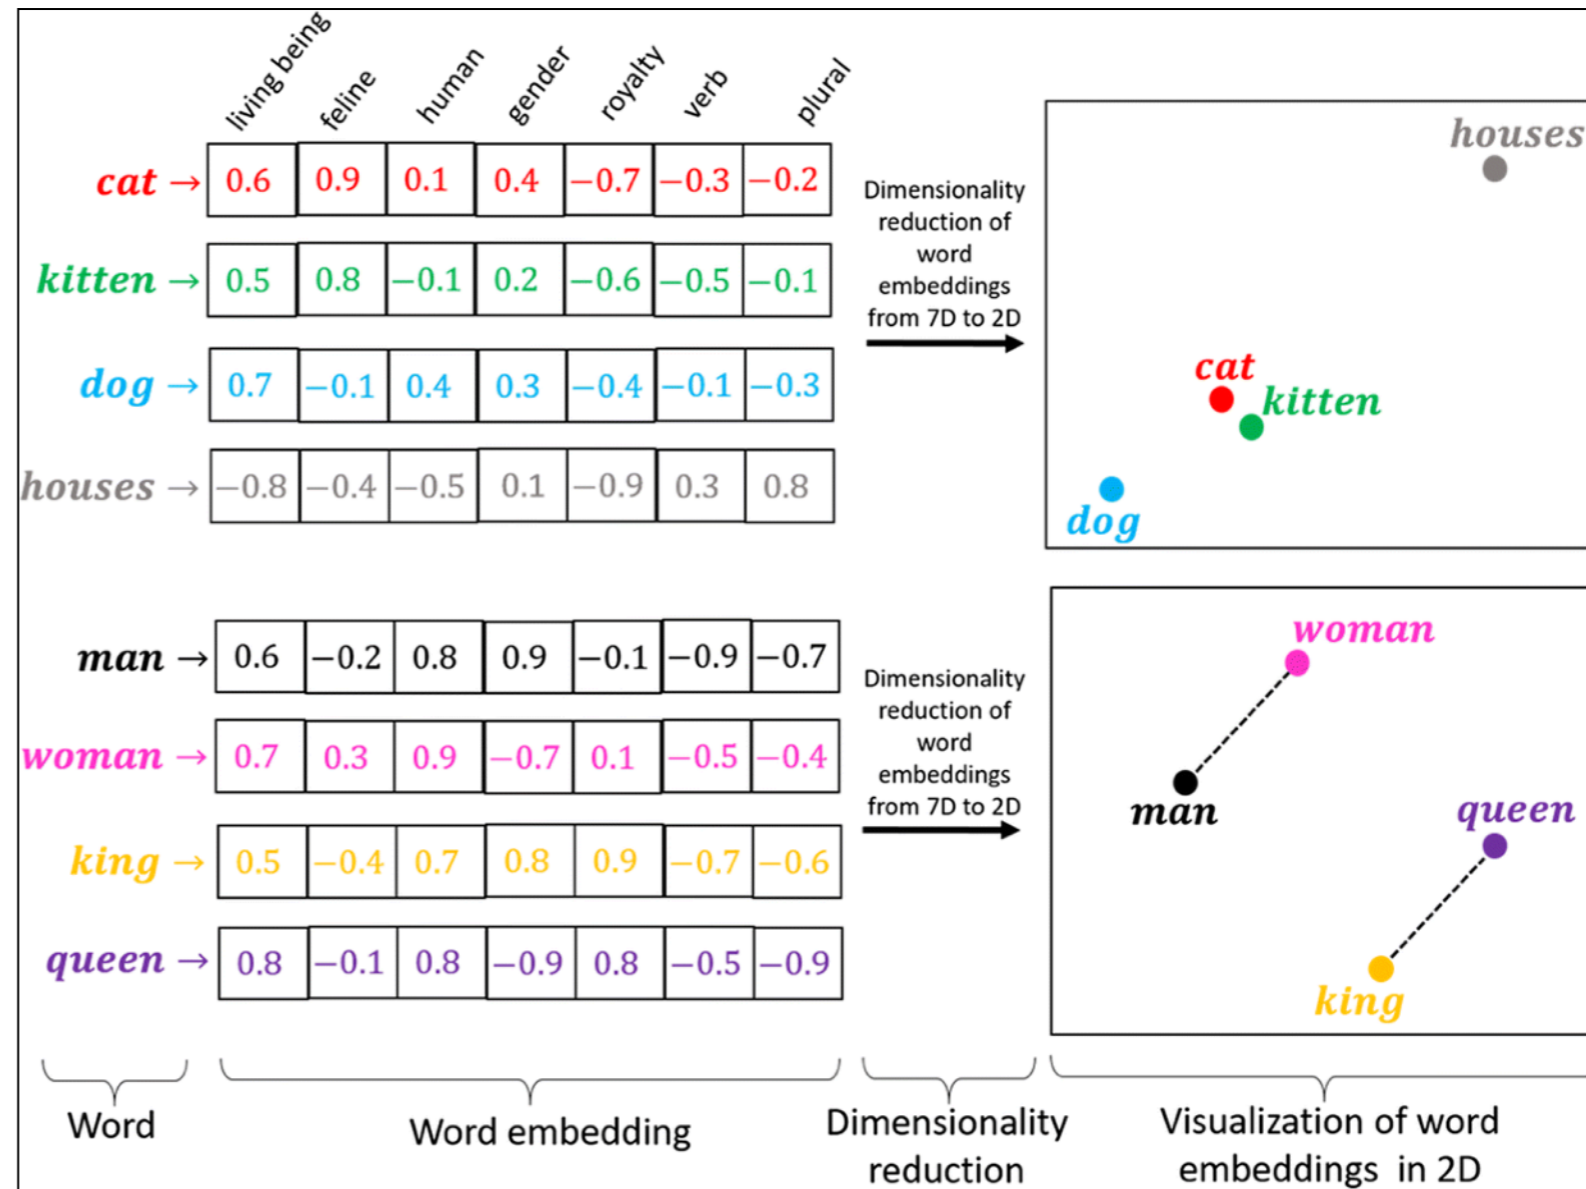 living being feline human gender royalty verb plural
cat → 0.6 0.9 0.1 0.4 −0.7 −0.3 −0.2
kitten → 0.5 0.8 −0.1 0.2 −0.6 −0.5 −0.1
dog → 0.7 −0.1 0.4 0.3 −0.4 −0.1 −0.3
houses → −0.8 −0.4 −0.5 0.1 −0.9 0.3 0.8
Dimensionality
reduction of
word
embeddings
from 7D to 2D
houses
cat
kitten
dog
man → 0.6 −0.2 0.8 0.9 −0.1 −0.9 −0.7
woman → 0.7 0.3 0.9 −0.7 0.1 −0.5 −0.4
king → 0.5 −0.4 0.7 0.8 0.9 −0.7 −0.6
queen → 0.8 −0.1 0.8 −0.9 0.8 −0.5 −0.9
Dimensionality
reduction of
word
embeddings
from 7D to 2D
woman
man
queen
king
Word
Word embedding
Dimensionality
reduction
Visualization of word
embeddings in 2D